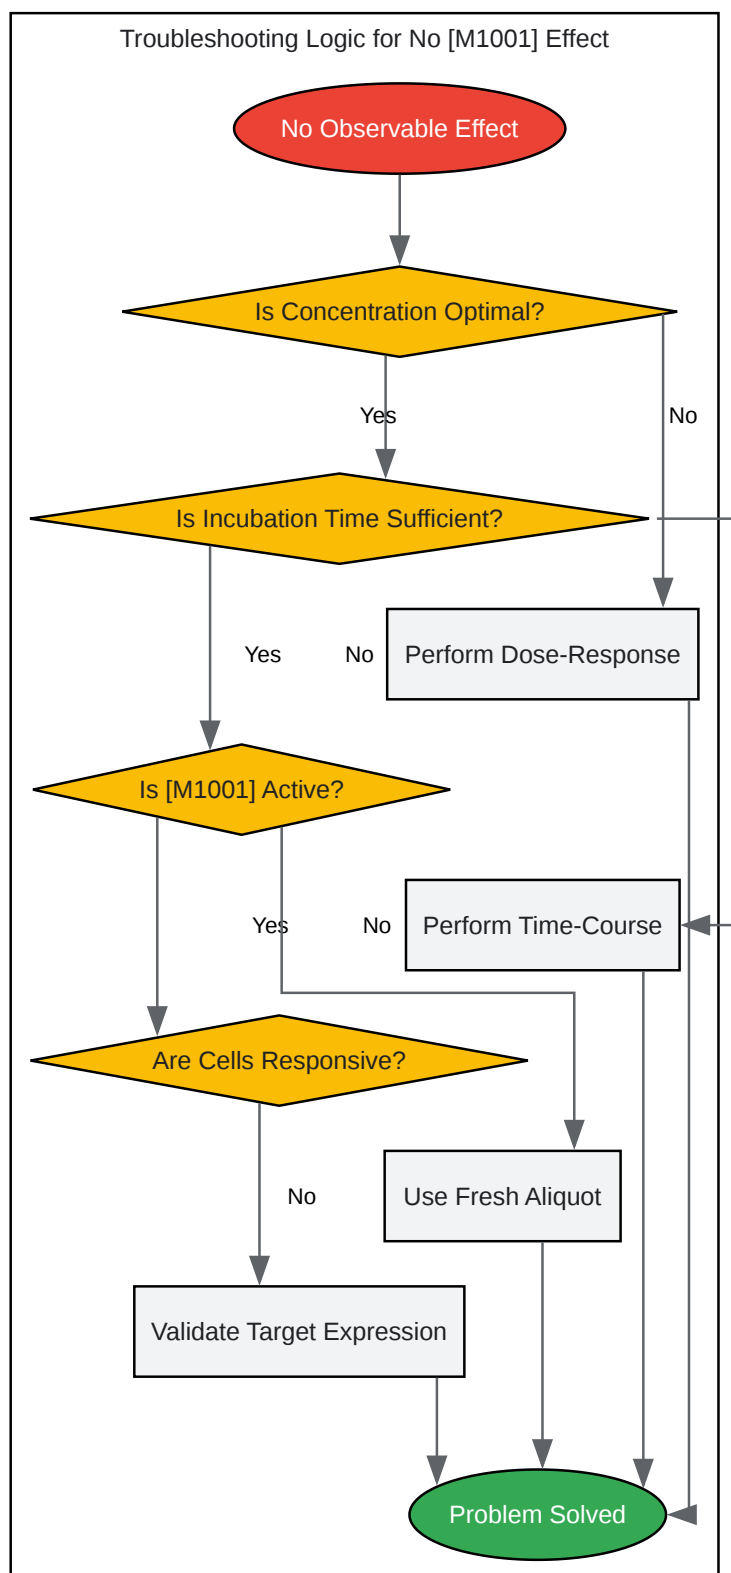 Troubleshooting Logic for No [M1001] Effect
No Observable Effect
Is Concentration Optimal?
Yes
No
Is Incubation Time Sufficient?
Yes
No
Perform Dose-Response
Is [M1001] Active?
Yes
No
Perform Time-Course
Are Cells Responsive?
No
Use Fresh Aliquot
Validate Target Expression
Problem Solved